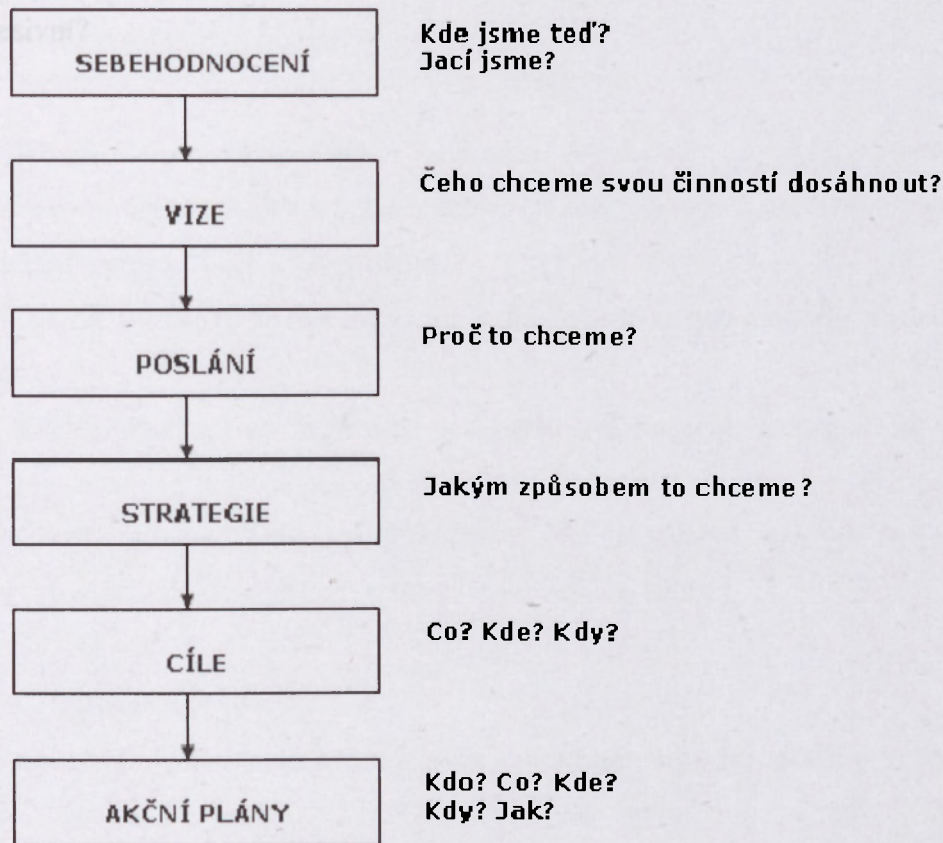 Kde jsme teď?
SEBEHODNOCENÍ
Jací jsme?
VIZE
Čeho chceme svou činností dosáhnout?
POSLÁNÍ
Proč to chceme?
STRATEGIE
Jakým způsobem to chceme?
CÍLE
Co? Kde? Kdy?
AKČNÍ PLÁNY
Kdo? Co? Kde?
Kdy? Jak?